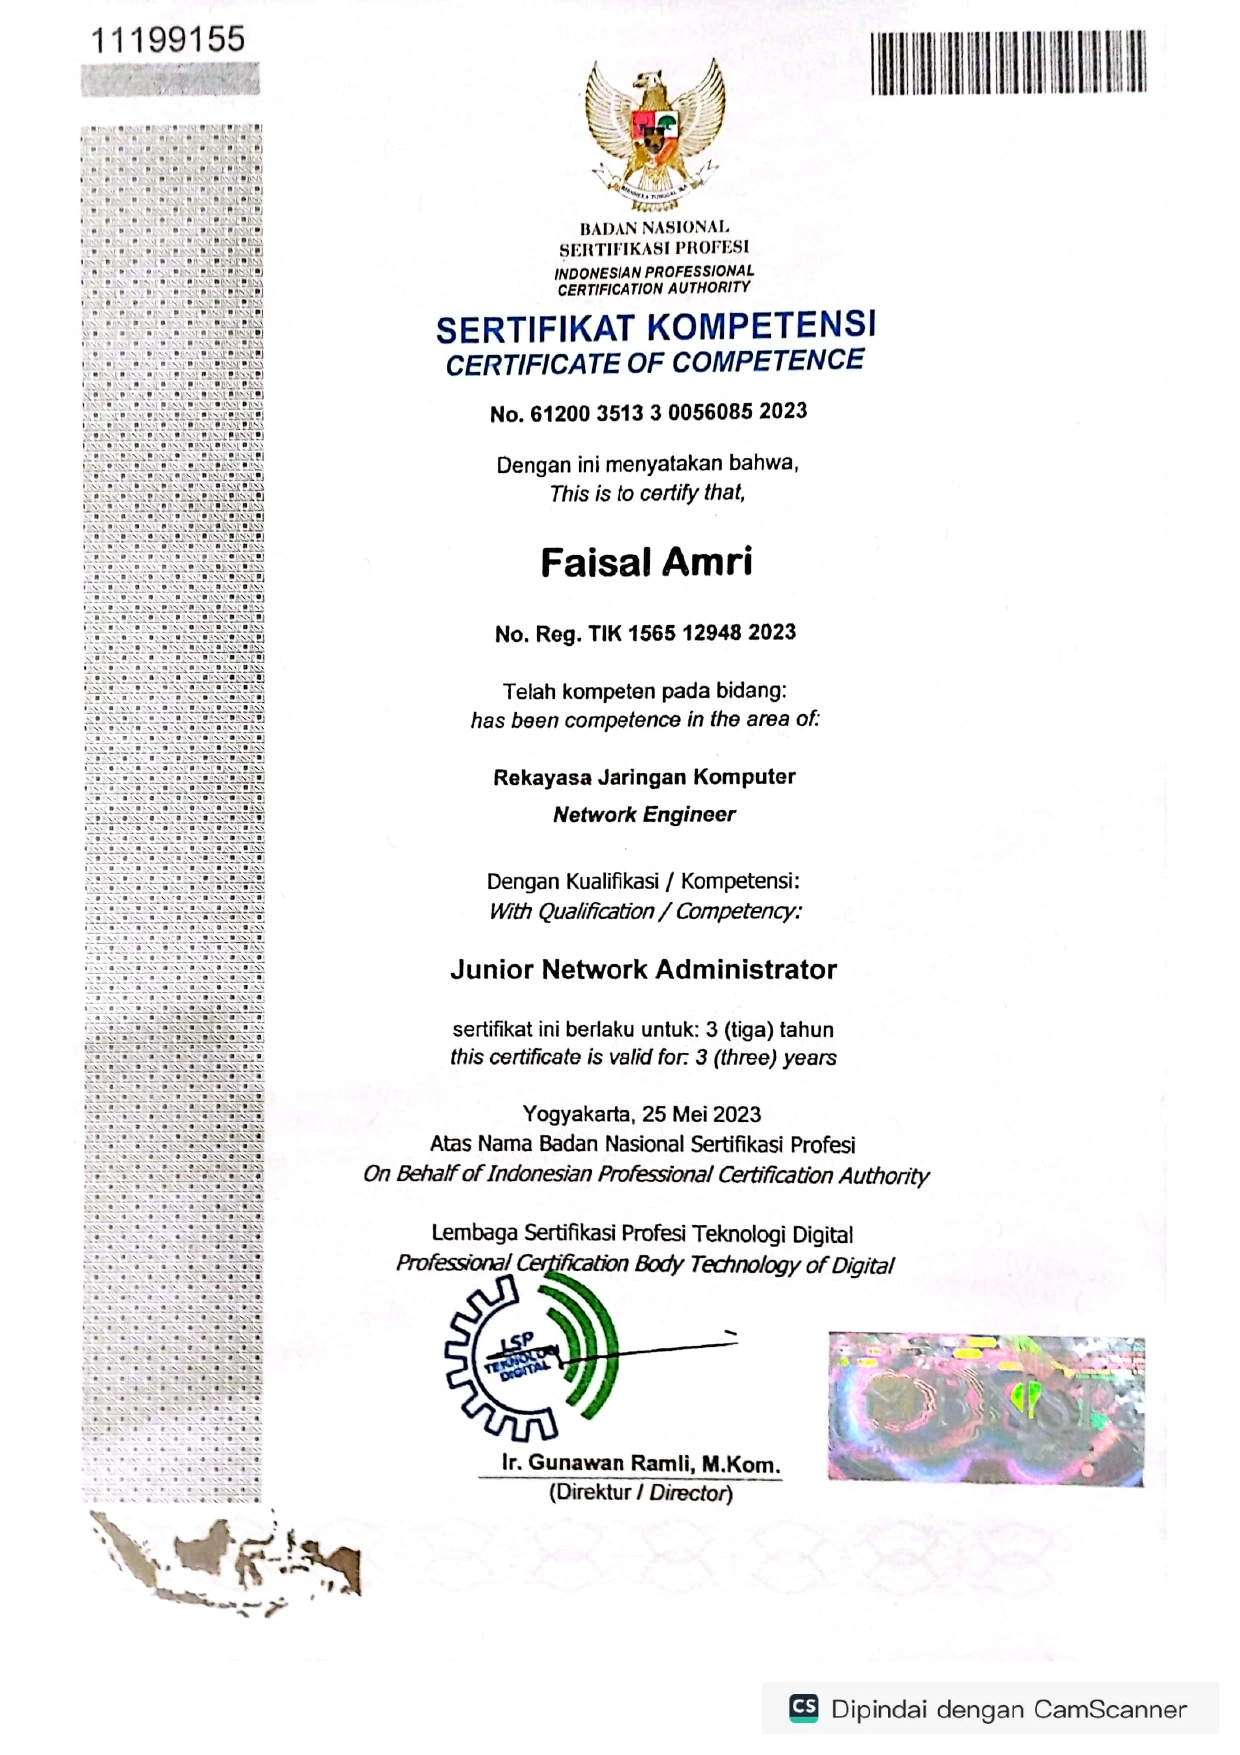 11199155
BHINNEKA TUNGGAL IKA
BADAN NASIONAL
SERTIFIKASI PROFESI
INDONESIAN PROFESSIONAL
CERTIFICATION AUTHORITY
SERTIFIKAT KOMPETENSI
CERTIFICATE OF COMPETENCE
No. 61200 3513 3 0056085 2023
Dengan ini menyatakan bahwa,
This is to certify that,
Faisal Amri
No. Reg. TIK 1565 12948 2023
Telah kompeten pada bidang:
has been competence in the area of:
Rekayasa Jaringan Komputer
Network Engineer
Dengan Kualifikasi / Kompetensi:
With Qualification / Competency:
Junior Network Administrator
sertifikat ini berlaku untuk: 3 (tiga) tahun
this certificate is valid for: 3 (three) years
Yogyakarta, 25 Mei 2023
Atas Nama Badan Nasional Sertifikasi Profesi
On Behalf of Indonesian Professional Certification Authority
Lembaga Sertifikasi Profesi Teknologi Digital
Professional Certification Body Technology of Digital
LSP
TEKNOLOGI
DIGITAL
BNSP
Ir. Gunawan Ramli, M.Kom.
(Direktur / Director)
CS Dipindai dengan CamScanner